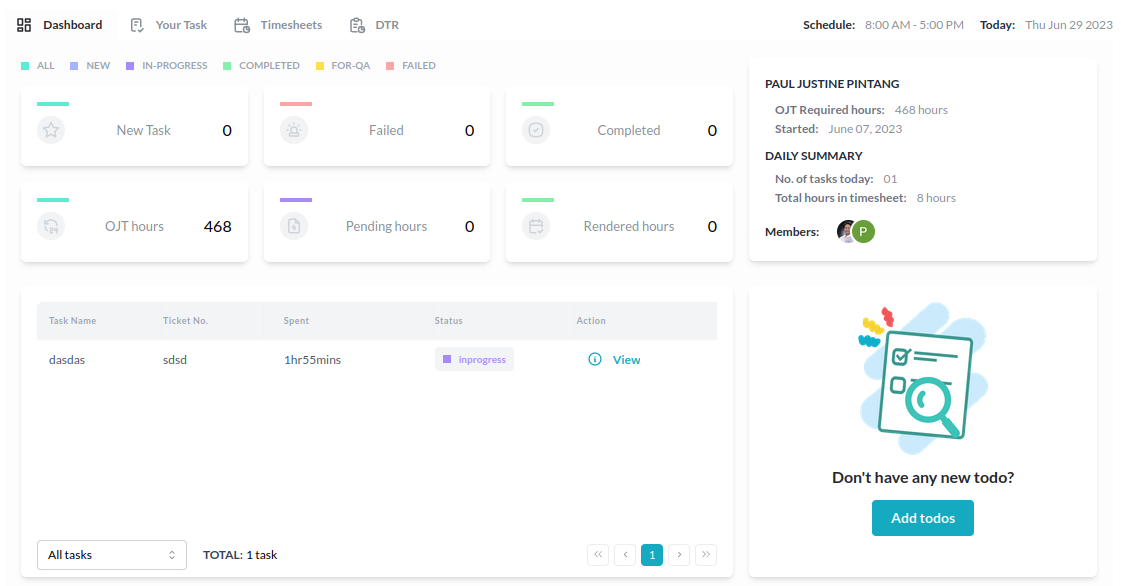 Dashboard Your Task Timesheets DTR Schedule: 8:00 AM - 5:00 PM Today: Thu Jun 29 2023
ALL NEW IN-PROGRESS COMPLETED FOR-QA FAILED
New Task 0 Failed 0 Completed 0
OJT hours 468 Pending hours 0 Rendered hours 0
PAUL JUSTINE PINTANG
OJT Required hours: 468 hours
Started: June 07, 2023
DAILY SUMMARY
No. of tasks today: 01
Total hours in timesheet: 8 hours
Members: P
Task Name Ticket No. Spent Status Action
dasdas sdsd 1hr55mins inprogress View
All tasks TOTAL: 1 task 1
Don't have any new todo?
Add todos